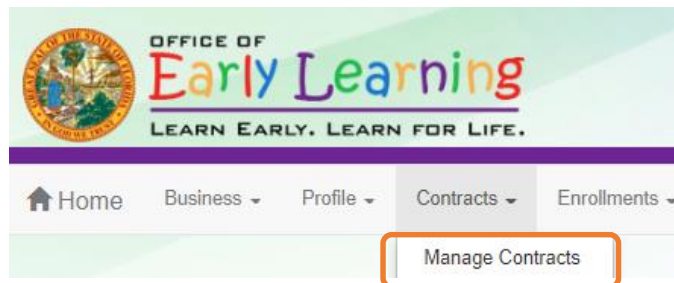 OFFICE OF
Early Learning
LEARN EARLY. LEARN FOR LIFE.
Home Business Profile Contracts Enrollments
Manage Contracts